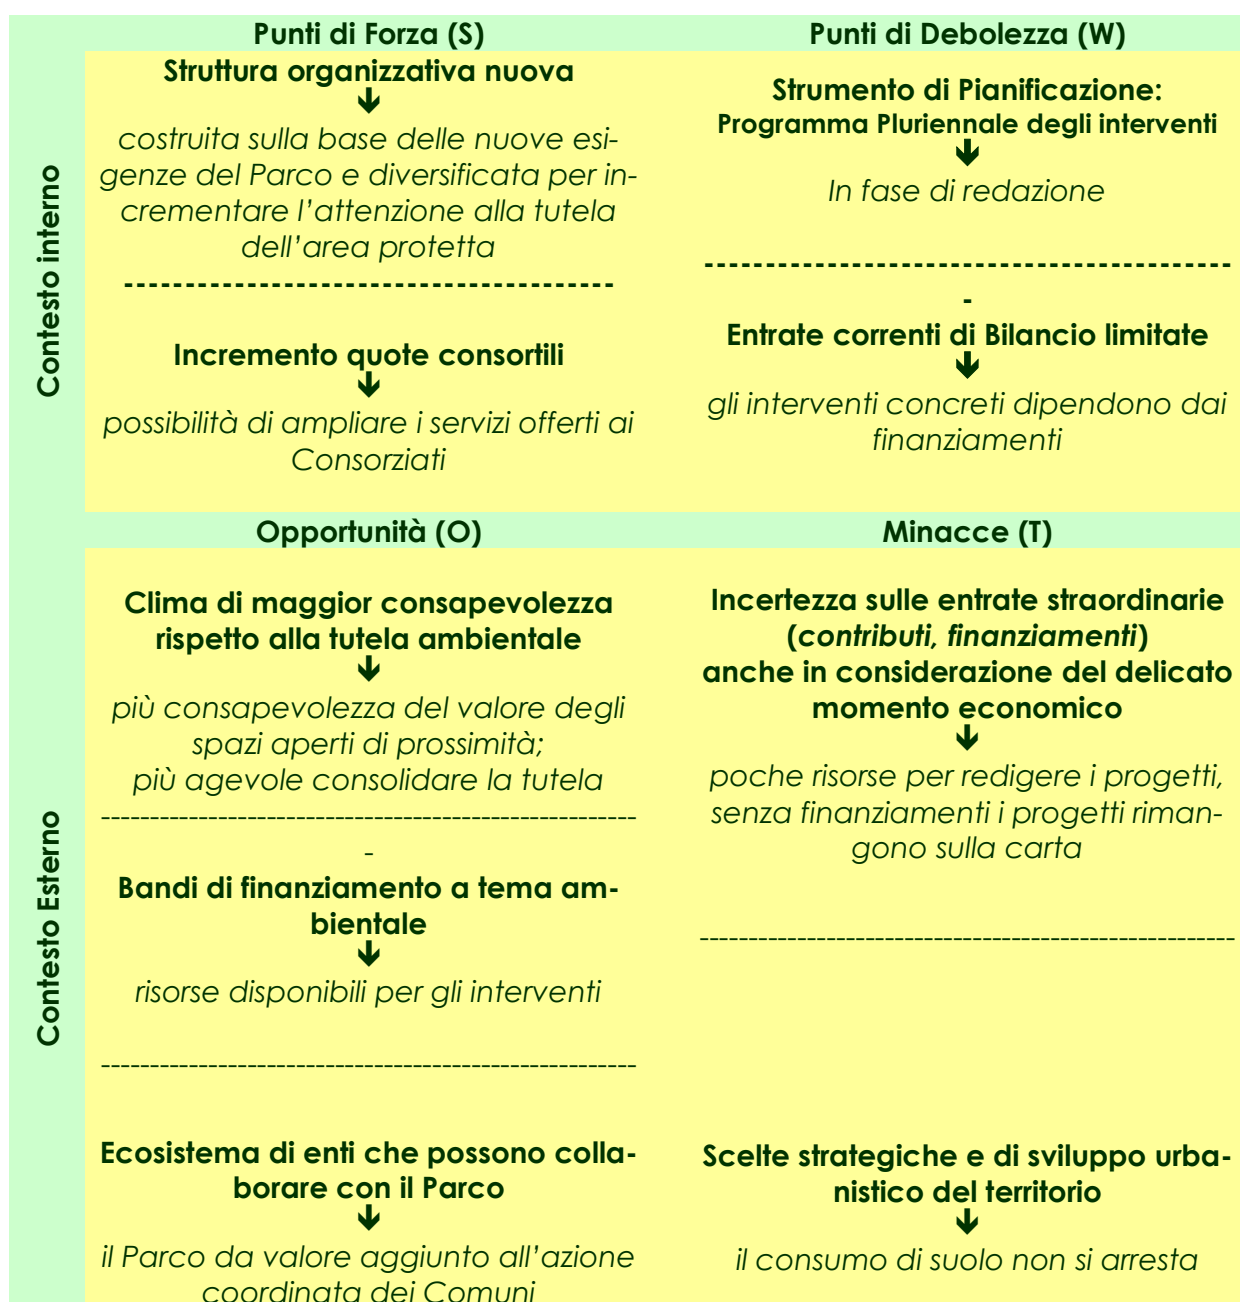 Punti di Forza (S)
Punti di Debolezza (W)
Contesto interno
Struttura organizzativa nuova
🡻
costruita sulla base delle nuove esi-
genze del Parco e diversificata per in-
crementare l’attenzione alla tutela
dell’area protetta
----------------------------------------
Incremento quote consortili
🡻
possibilità di ampliare i servizi offerti ai
Consorziati
Strumento di Pianificazione:
Programma Pluriennale degli interventi
🡻
In fase di redazione
-------------------------------------------
-
Entrate correnti di Bilancio limitate
🡻
gli interventi concreti dipendono dai
finanziamenti
Opportunità (O)
Minacce (T)
Contesto Esterno
Clima di maggior consapevolezza
rispetto alla tutela ambientale
🡻
più consapevolezza del valore degli
spazi aperti di prossimità;
più agevole consolidare la tutela
-------------------------------------------------------
-
Bandi di finanziamento a tema am-
bientale
🡻
risorse disponibili per gli interventi
-------------------------------------------------------
Ecosistema di enti che possono colla-
borare con il Parco
🡻
il Parco da valore aggiunto all’azione
coordinata dei Comuni
Incertezza sulle entrate straordinarie
(contributi, finanziamenti)
anche in considerazione del delicato
momento economico
🡻
poche risorse per redigere i progetti,
senza finanziamenti i progetti riman-
gono sulla carta
-------------------------------------------------------
Scelte strategiche e di sviluppo urba-
nistico del territorio
🡻
il consumo di suolo non si arresta